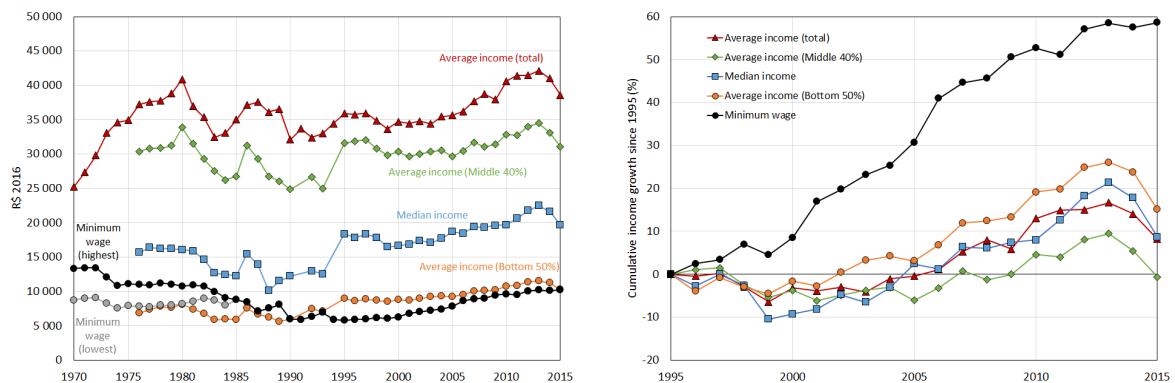 50 000
45 000
40 000
35 000
30 000
25 000
20 000
15 000
10 000
5 000
0
R$ 2016
1970
1975
1980
1985
1990
1995
2000
2005
2010
2015
Average income (total)
Average income (Middle 40%)
Median income
Minimum
wage
(highest)
Average income (Bottom 50%)
Minimum
wage
(lowest)
60
50
40
30
20
10
0
-10
-20
Cumulative income growth since 1995 (%)
1995
2000
2005
2010
2015
Average income (total)
Average income (Middle 40%)
Median income
Average income (Bottom 50%)
Minimum wage